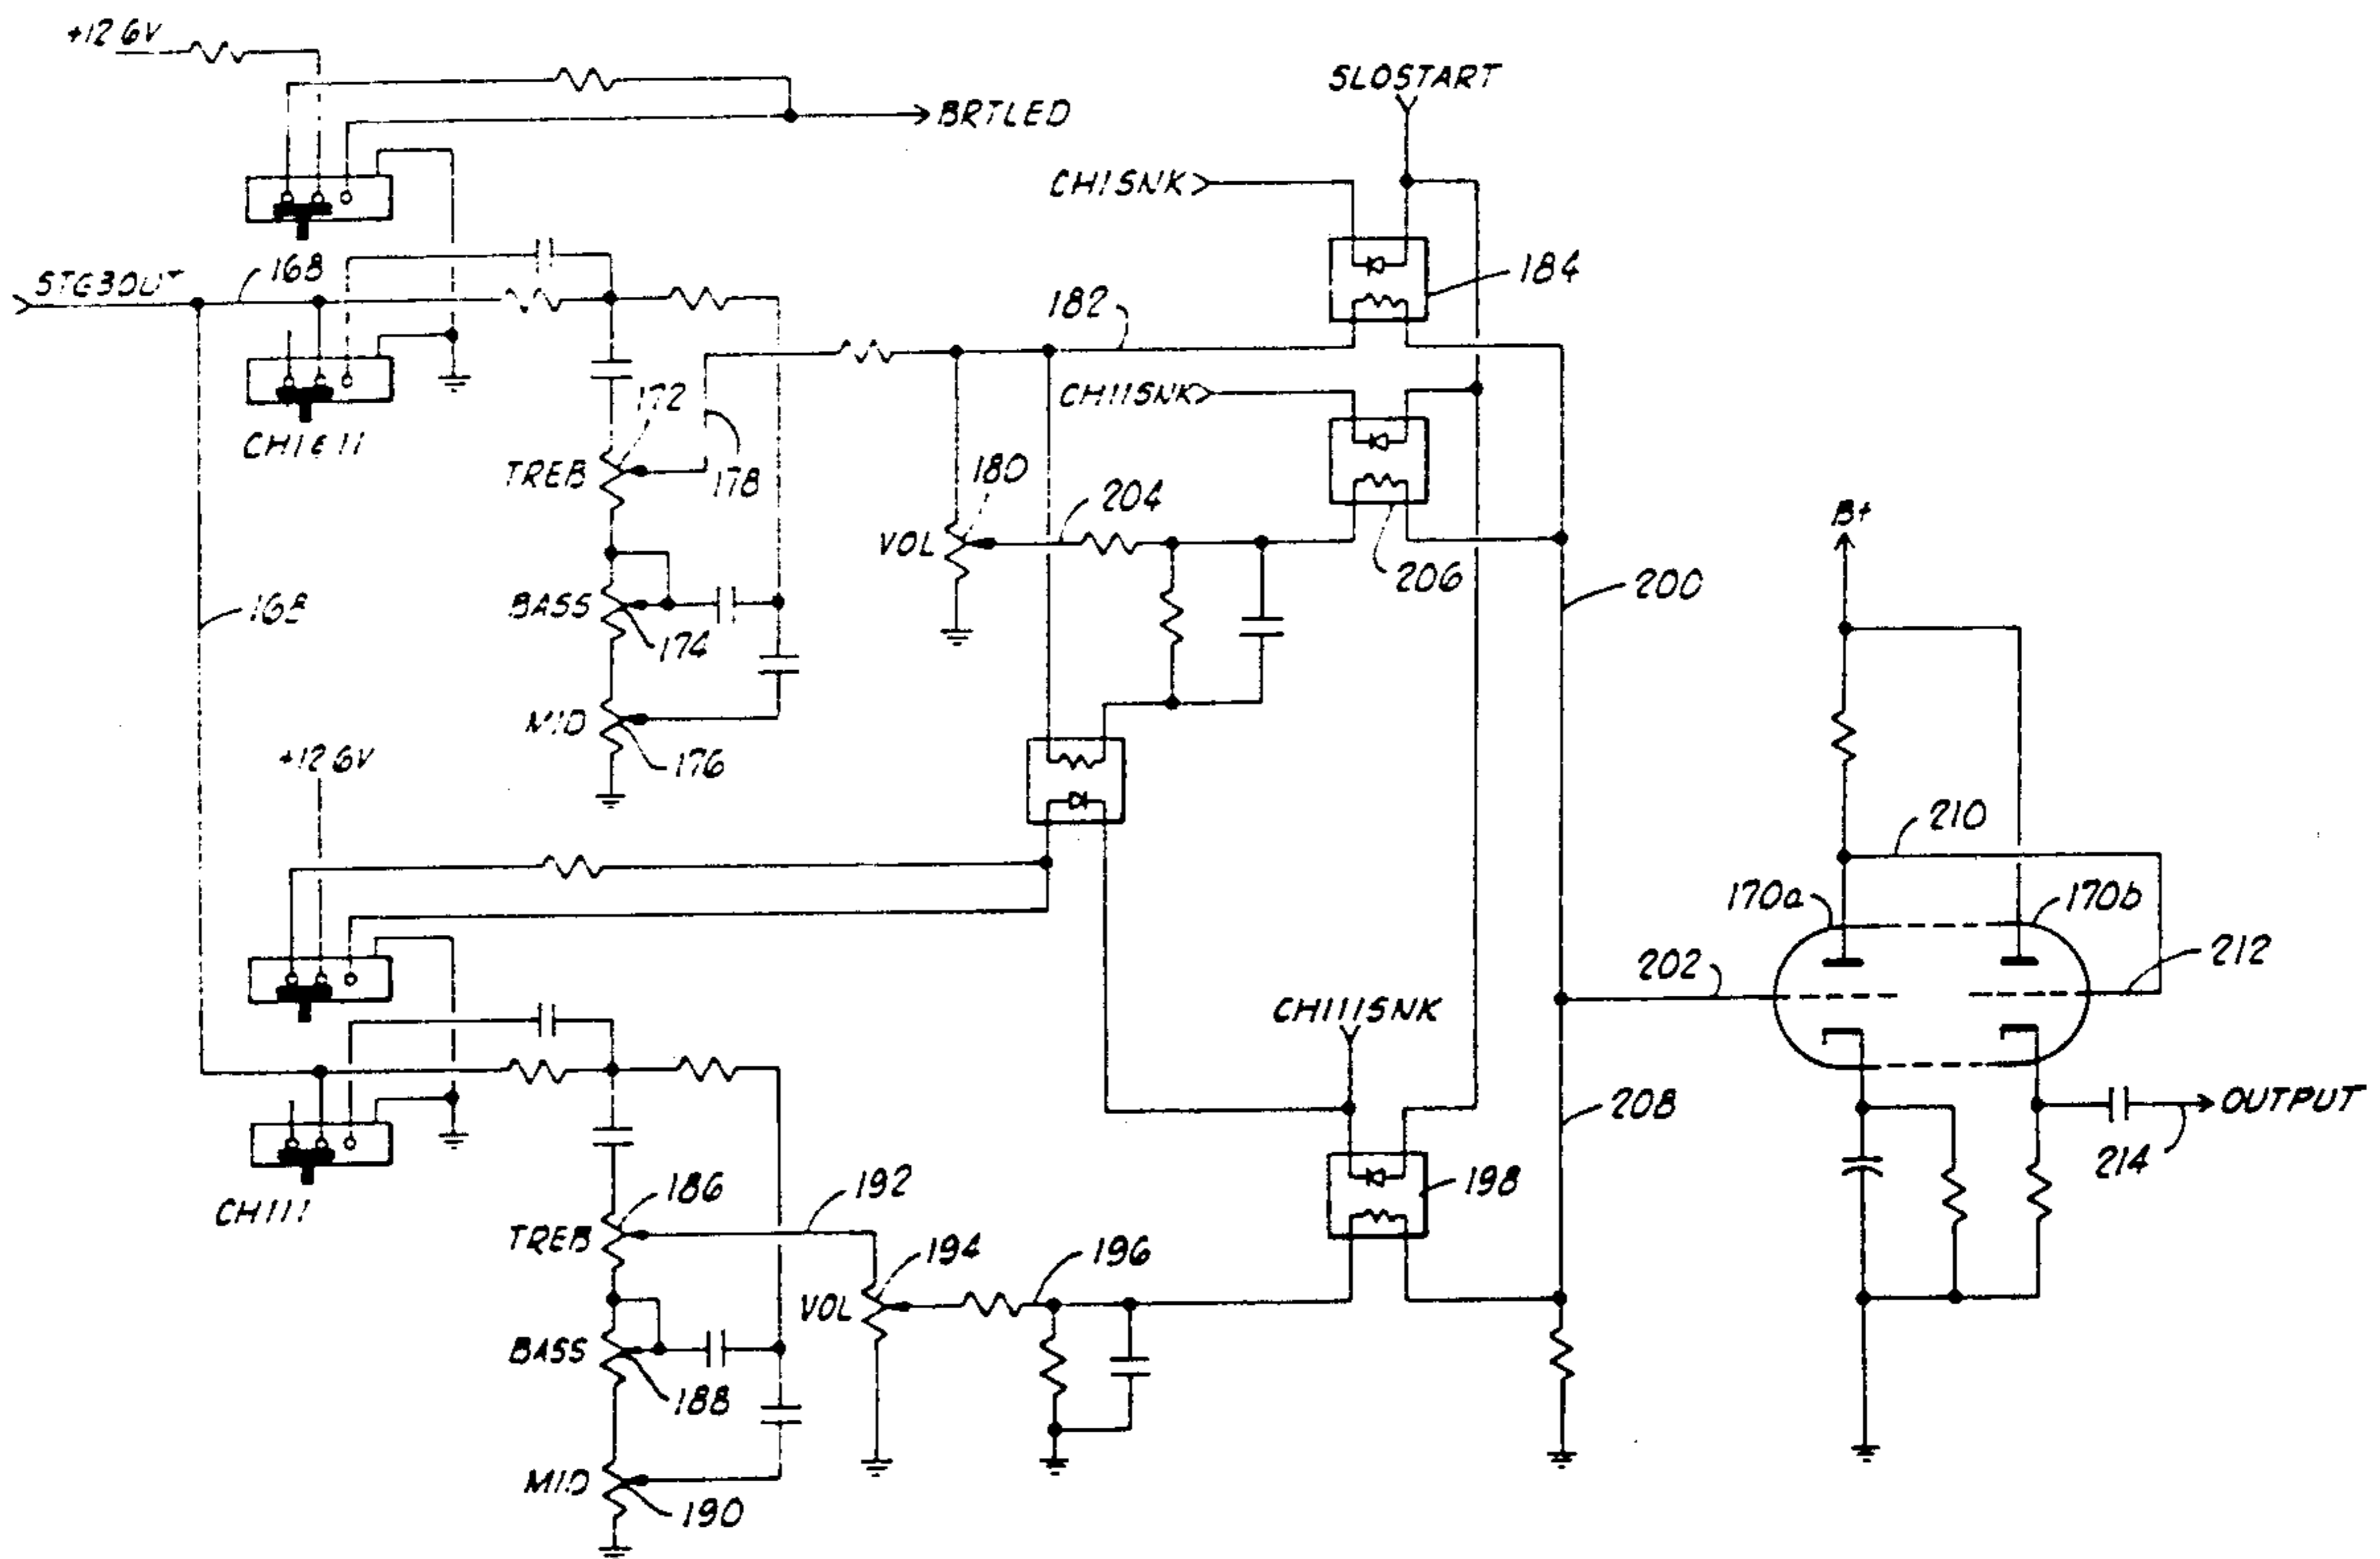 +12 6V
BRTLED
SLOSTART
CHISNK
184
STG3OUT
168
182
CHIISNK
172
CHI&II
TREB
178
180
204
VOL
206
200
B+
168
BASS
174
MID
176
+12 6V
210
170a
170b
202
212
CHIIISNK
208
OUTPUT
214
198
186
192
CHIII
TREB
194
196
VOL
BASS
188
MID
190